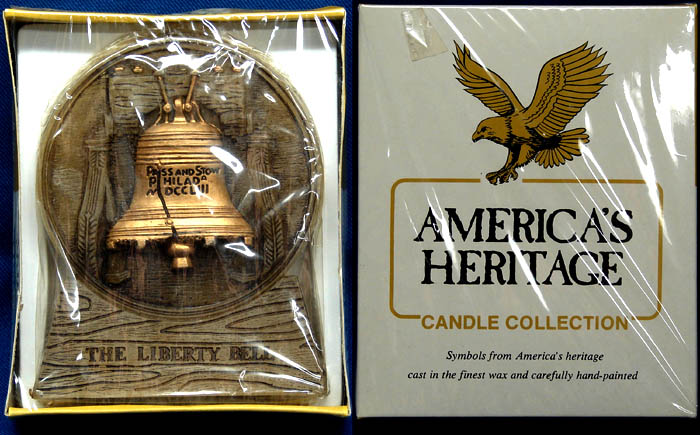 PASS AND STOW
PHILADA
MDCCLIII
THE LIBERTY BELL
AMERICA'S
HERITAGE
CANDLE COLLECTION
Symbols from America's heritage
cast in the finest wax and carefully hand-painted